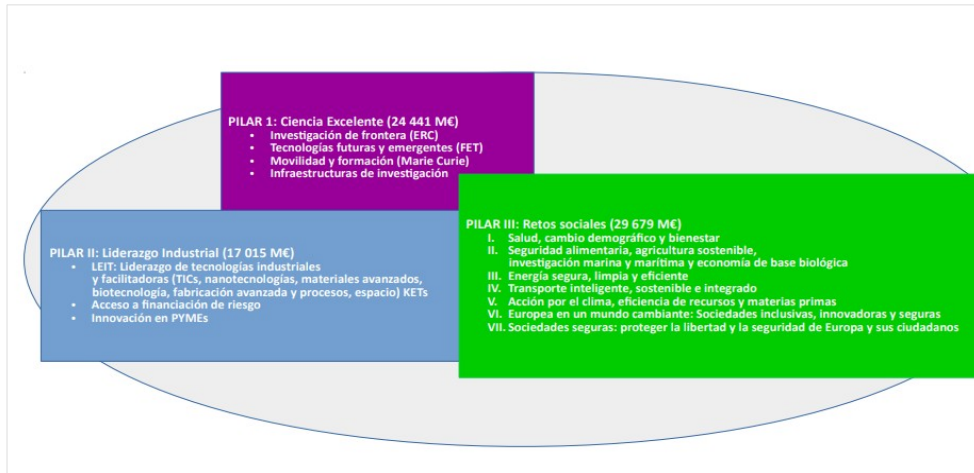 PILAR 1: Ciencia Excelente (24 441 M€)
• Investigación de frontera (ERC)
• Tecnologías futuras y emergentes (FET)
• Movilidad y formación (Marie Curie)
• Infraestructuras de investigación
PILAR II: Liderazgo Industrial (17 015 M€)
• LEIT: Liderazgo de tecnologías industriales
y facilitadoras (TICs, nanotecnologías, materiales avanzados,
biotecnología, fabricación avanzada y procesos, espacio) KETs
• Acceso a financiación de riesgo
• Innovación en PYMEs
PILAR III: Retos sociales (29 679 M€)
I. Salud, cambio demográfico y bienestar
II. Seguridad alimentaria, agricultura sostenible,
investigación marina y marítima y economía de base biológica
III. Energía segura, limpia y eficiente
IV. Transporte inteligente, sostenible e integrado
V. Acción por el clima, eficiencia de recursos y materias primas
VI. Europea en un mundo cambiante: Sociedades inclusivas, innovadoras y seguras
VII. Sociedades seguras: proteger la libertad y la seguridad de Europa y sus ciudadanos